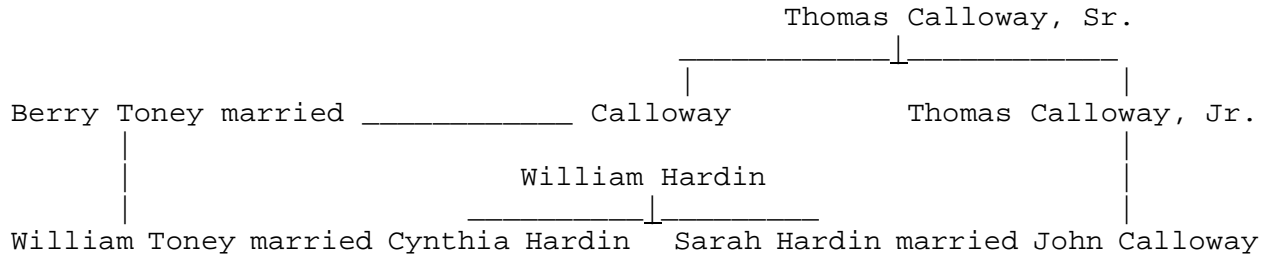 Thomas Calloway, Sr.
Berry Toney married ____________ Calloway Thomas Calloway, Jr.
William Hardin
William Toney married Cynthia Hardin Sarah Hardin married John Calloway